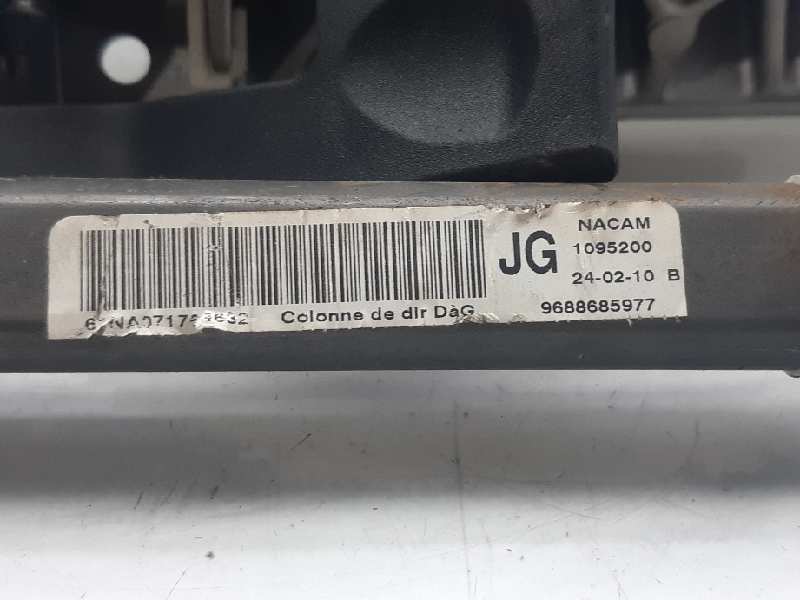 JG
NACAM
1095200
24-02-10 B
Colonne de dir DàG
9688685977